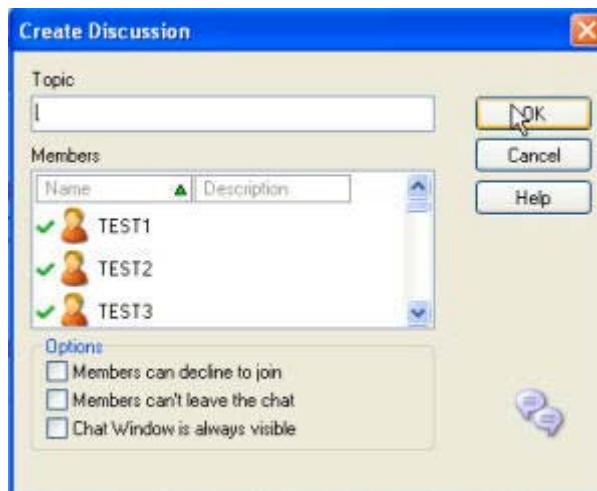 Create Discussion
Topic
OK
Members
Cancel
Name Description
Help
TEST1
TEST2
TEST3
Options
Members can decline to join
Members can't leave the chat
Chat Window is always visible